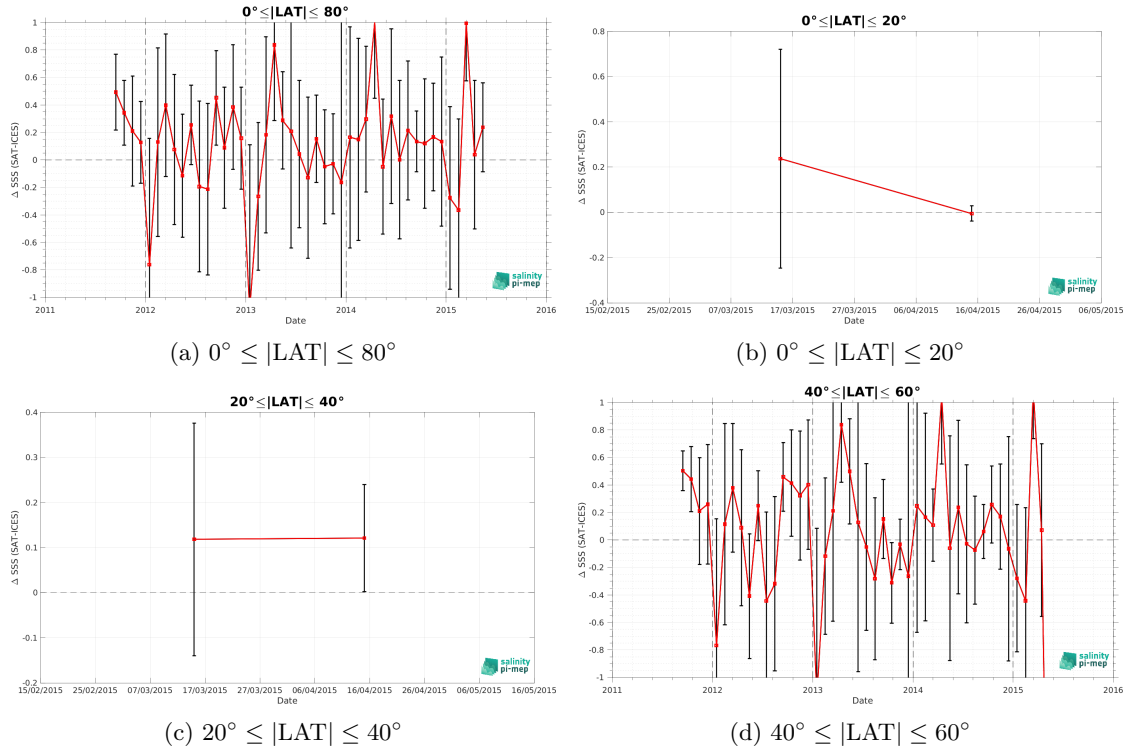 0°≤|LAT|≤ 80°
Δ SSS (SAT-ICES)
1
0.8
0.6
0.4
0.2
0
-0.2
-0.4
-0.6
-0.8
-1
2011
2012
2013
2014
2015
2016
Date
salinity
pi-mep
(a) 0° ≤ |LAT| ≤ 80°
0°≤|LAT|≤ 20°
Δ SSS (SAT-ICES)
0.8
0.6
0.4
0.2
0
-0.2
-0.4
15/02/2015
25/02/2015
07/03/2015
17/03/2015
27/03/2015
06/04/2015
16/04/2015
26/04/2015
06/05/2015
Date
salinity
pi-mep
(b) 0° ≤ |LAT| ≤ 20°
20°≤|LAT|≤ 40°
Δ SSS (SAT-ICES)
0.4
0.3
0.2
0.1
0
-0.1
-0.2
15/02/2015
25/02/2015
07/03/2015
17/03/2015
27/03/2015
06/04/2015
16/04/2015
26/04/2015
06/05/2015
16/05/2015
Date
salinity
pi-mep
(c) 20° ≤ |LAT| ≤ 40°
40°≤|LAT|≤ 60°
Δ SSS (SAT-ICES)
1
0.8
0.6
0.4
0.2
0
-0.2
-0.4
-0.6
-0.8
-1
2011
2012
2013
2014
2015
2016
Date
salinity
pi-mep
(d) 40° ≤ |LAT| ≤ 60°